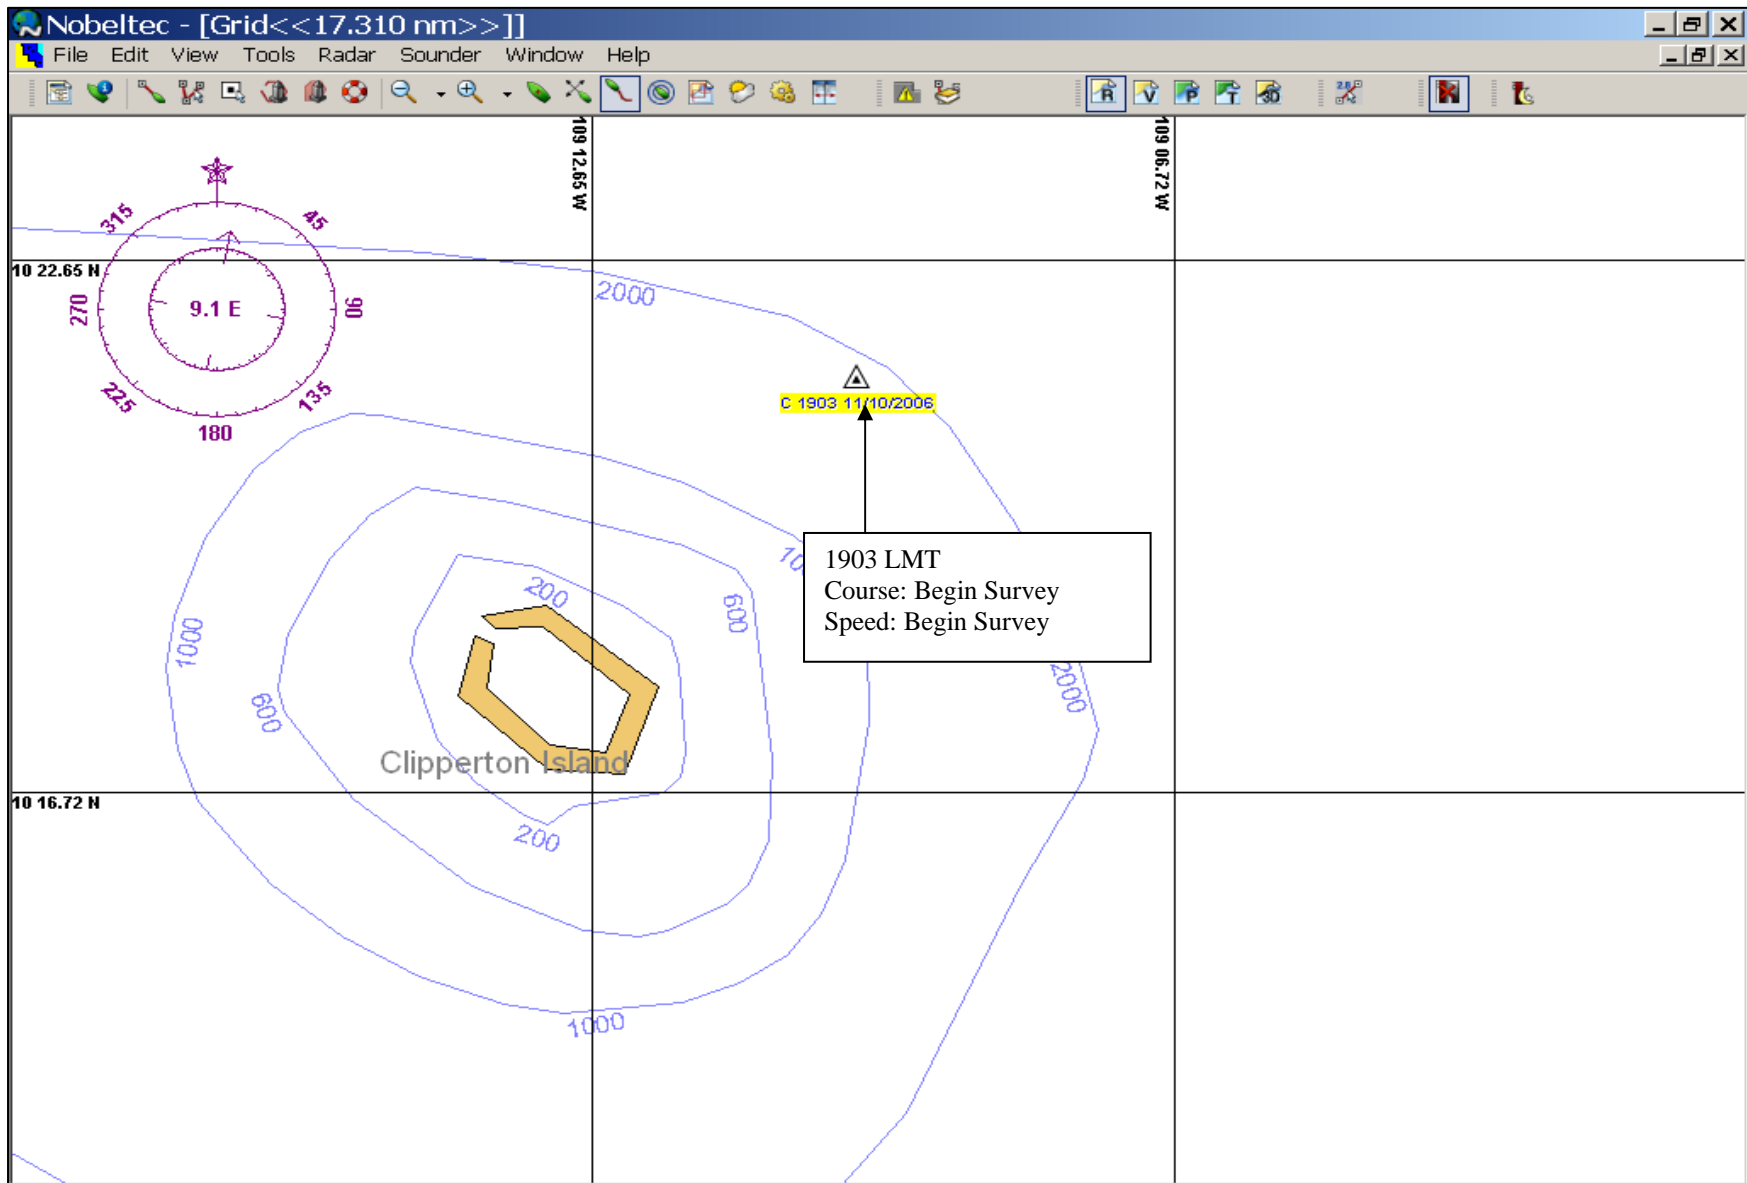 Nobeltec - [Grid<<17.310 nm>>]]
File Edit View Tools Radar Sounder Window Help
R V P T 3D
109 12.65 W
109 06.72 W
10 22.65 N
315
45
270
9.1 E
90
225
135
180
2000
C 1903 11/10/2006
1903 LMT
Course: Begin Survey
Speed: Begin Survey
200
600
1000
600
2000
Clipperton Island
10 16.72 N
200
1000